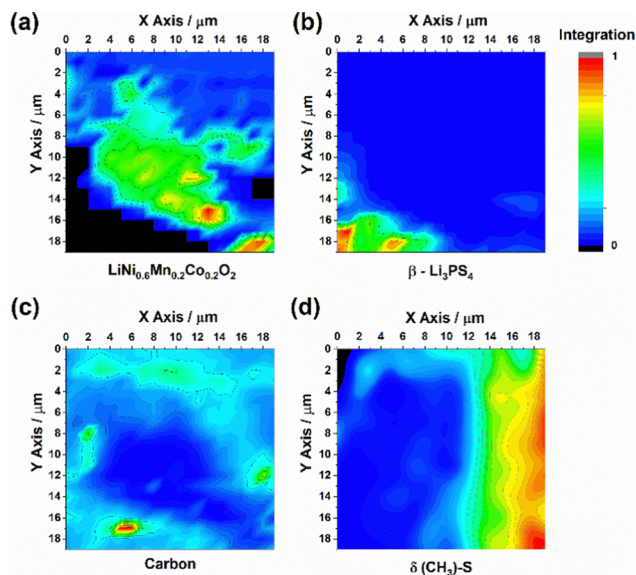 (a)
X Axis / µm
0 2 4 6 8 10 12 14 16 18
Y Axis / µm
0
2
4
6
8
10
12
14
16
18
LiNi0.6Mn0.2Co0.2O2
(b)
X Axis / µm
0 2 4 6 8 10 12 14 16 18
Y Axis / µm
0
2
4
6
8
10
12
14
16
18
β - Li3PS4
Integration
1
0
(c)
X Axis / µm
0 2 4 6 8 10 12 14 16 18
Y Axis / µm
0
2
4
6
8
10
12
14
16
18
Carbon
(d)
X Axis / µm
0 2 4 6 8 10 12 14 16 18
Y Axis / µm
0
2
4
6
8
10
12
14
16
18
δ (CH3)-S